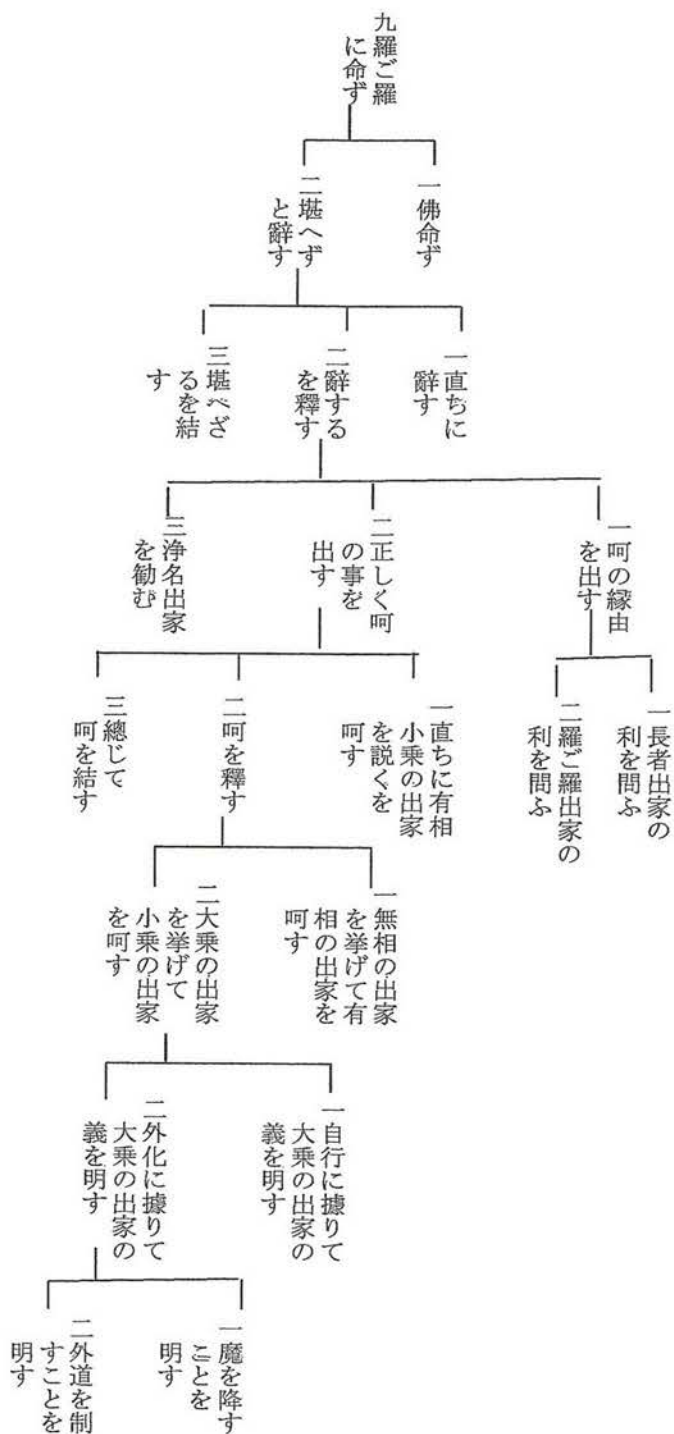 九羅ご羅
に命ず
一佛命ず
二堪へず
と辭す
一直ちに
辭す
二辭する
を釋す
三堪へざ
るを結
す
一呵の縁由
を出す
二正しく呵
の事を
出す
三浄名出家
を勧む
一長者出家の
利を問ふ
二羅ご羅出家の
利を問ふ
一直ちに有相
小乘の出家
を説くを
呵す
二呵を釋す
三總じて
呵を結す
一無相の出家
を挙げて有
相の出家を
呵す
二大乘の出家
を挙げて
小乘の出家
を呵す
一自行に據りて
大乘の出家の
義を明す
二外化に據りて
大乘の出家の
義を明す
一魔を降す
ことを
明す
二外道を制
すことを
明す